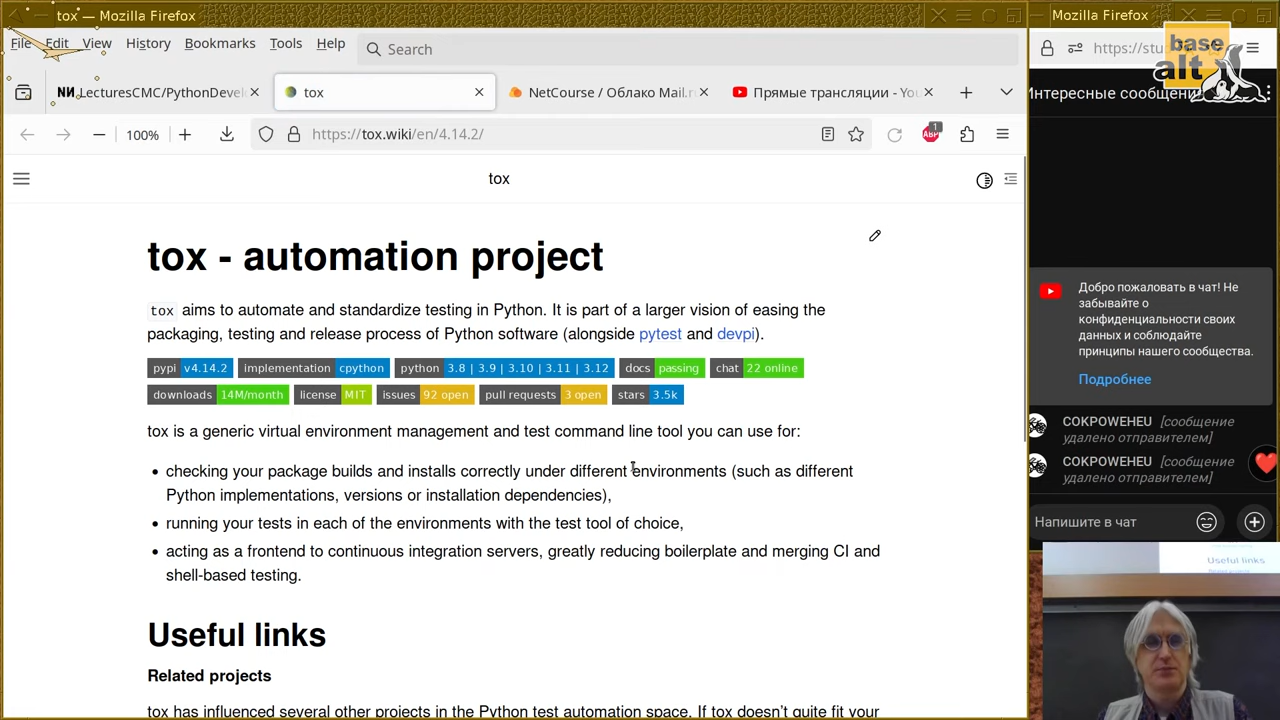 tox — Mozilla Firefox
File Edit View History Bookmarks Tools Help
Search
LecturesCMC/PythonDevel
tox
NetCourse / Облако Mail.r
Прямые трансляции - You
100%
https://tox.wiki/en/4.14.2/
1
tox
tox - automation project
tox aims to automate and standardize testing in Python. It is part of a larger vision of easing the
packaging, testing and release process of Python software (alongside pytest and devpi).
pypi v4.14.2 implementation cpython python 3.8 | 3.9 | 3.10 | 3.11 | 3.12 docs passing chat 22 online
downloads 14M/month license MIT issues 92 open pull requests 3 open stars 3.5k
tox is a generic virtual environment management and test command line tool you can use for:
• checking your package builds and installs correctly under different environments (such as different
Python implementations, versions or installation dependencies),
• running your tests in each of the environments with the test tool of choice,
• acting as a frontend to continuous integration servers, greatly reducing boilerplate and merging CI and
shell-based testing.
Useful links
Related projects
tox has influenced several other projects in the Python test automation space. If tox doesn't quite fit your
Mozilla Firefox
base
alt
https://stu
Интересные сообщени
Добро пожаловать в чат! Не
забывайте о
конфиденциальности своих
данных и соблюдайте
принципы нашего сообщества.
Подробнее
COKPOWEHEU [сообщение
удалено отправителем]
COKPOWEHEU [сообщение
удалено отправителем]
Напишите в чат
Useful links